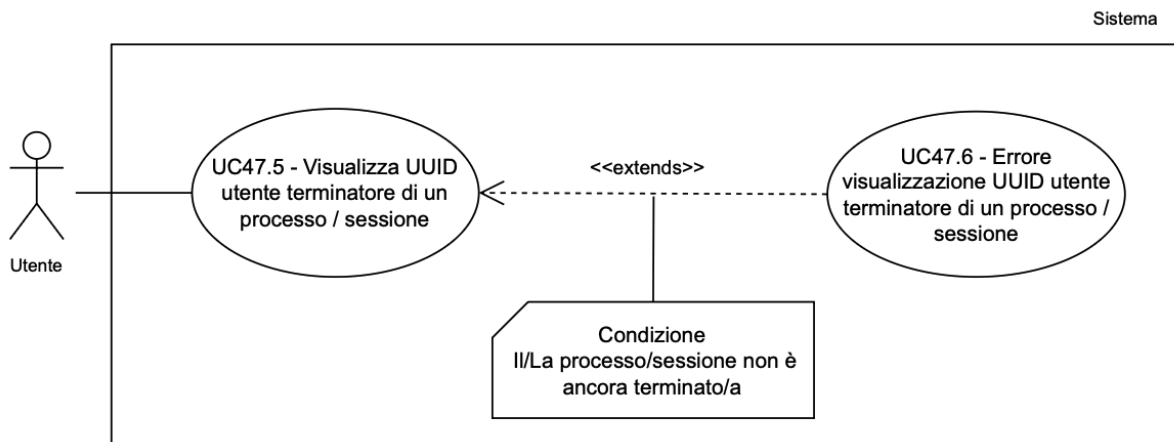 Sistema
UC47.5 - Visualizza UUID
utente terminatore di un
processo / sessione
<<extends>>
UC47.6 - Errore
visualizzazione UUID utente
terminatore di un processo /
sessione
Utente
Condizione
Il/La processo/sessione non è
ancora terminato/a